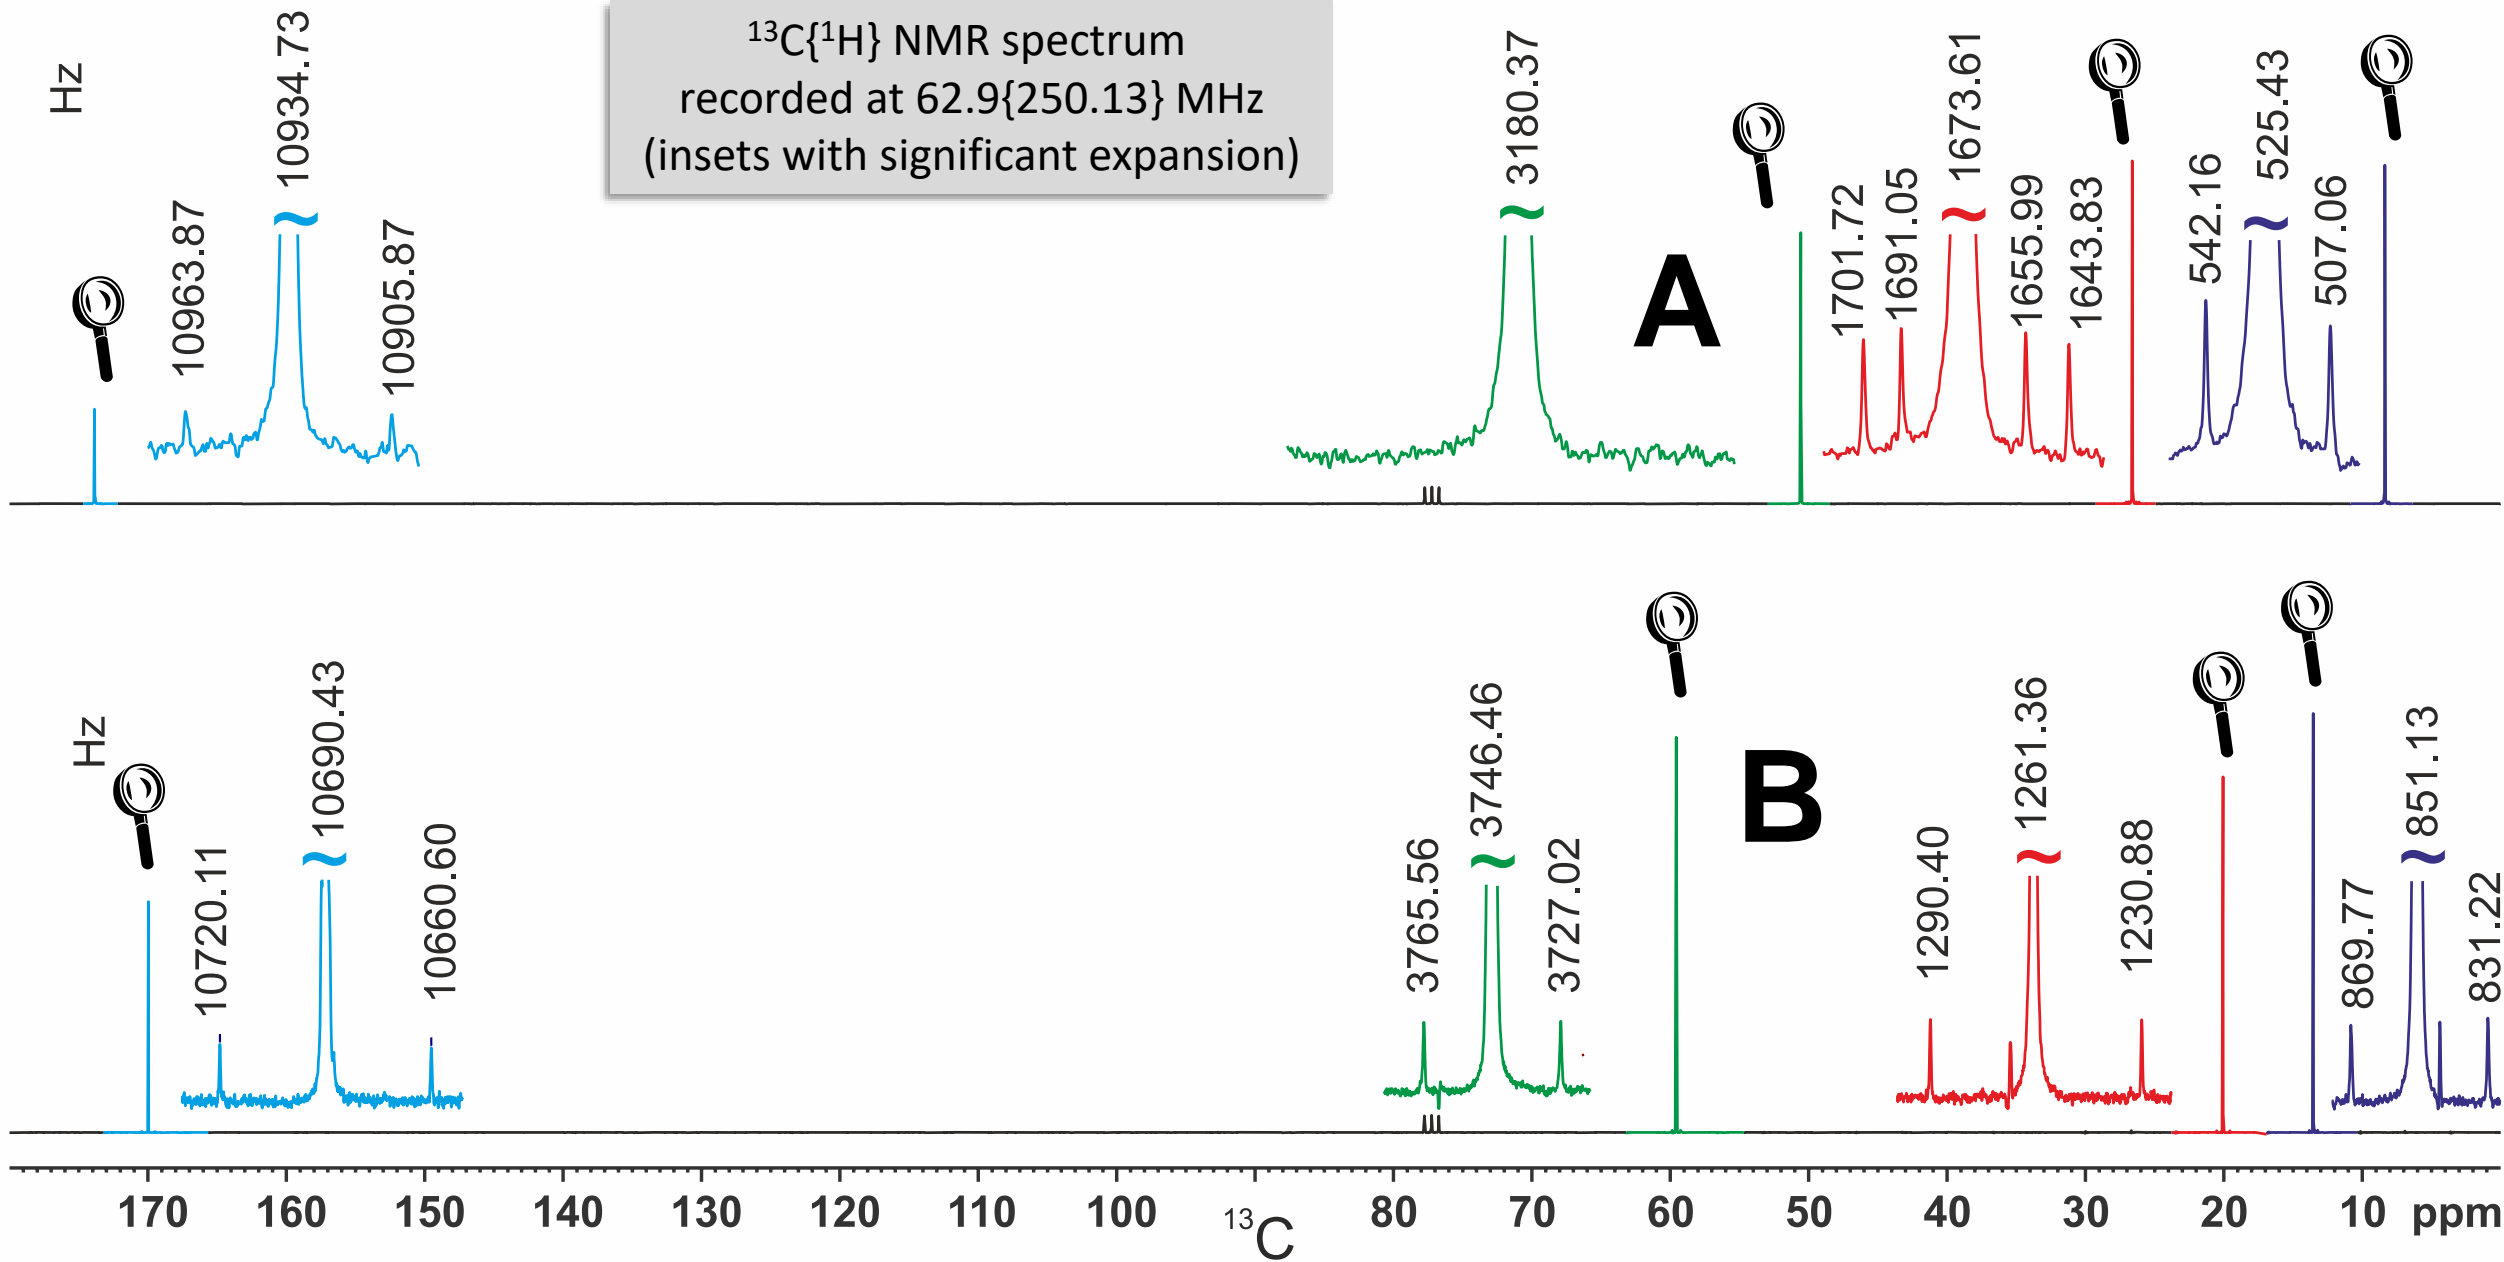 ¹³C{¹H} NMR spectrum
recorded at 62.9{250.13} MHz
(insets with significant expansion)
Hz
10963.87
10934.73
10905.87
3180.37
A
1701.72
1691.05
1673.61
1655.99
1643.83
542.16
525.43
507.06
Hz
10720.11
10690.43
10660.60
3765.56
3746.46
3727.02
B
1290.40
1261.36
1230.88
869.77
851.13
831.22
170 160 150 140 130 120 110 100 80 70 60 50 40 30 20 10 ppm
¹³C